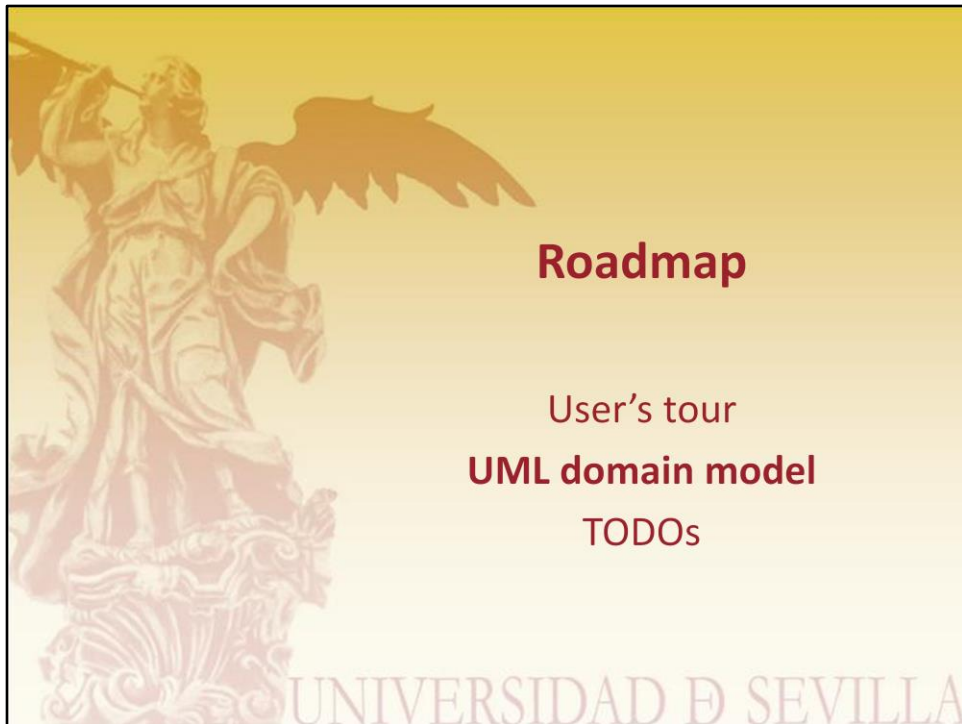 Roadmap
User’s tour
UML domain model
TODOs
UNIVERSIDAD Ð SEVILLA